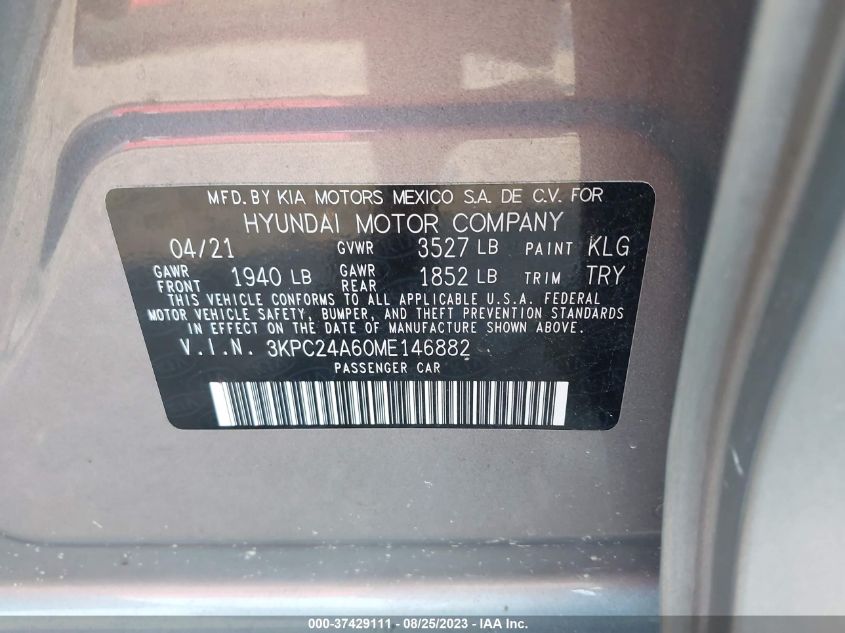 MFD. BY KIA MOTORS MEXICO S.A. DE C.V. FOR
HYUNDAI MOTOR COMPANY
04/21 GVWR 3527 LB PAINT KLG
GAWR FRONT 1940 LB GAWR REAR 1852 LB TRIM TRY
THIS VEHICLE CONFORMS TO ALL APPLICABLE U.S.A. FEDERAL
MOTOR VEHICLE SAFETY, BUMPER, AND THEFT PREVENTION STANDARDS
IN EFFECT ON THE DATE OF MANUFACTURE SHOWN ABOVE.
V.I.N. 3KPC24A60ME146882
PASSENGER CAR
000-37429111 - 08/25/2023 - IAA Inc.